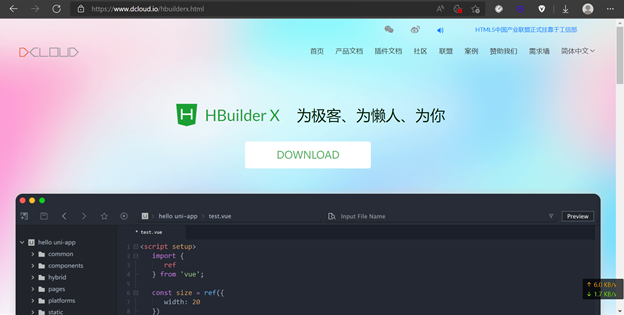 https://www.dcloud.io/hbuilderx.html
HTML5中国产业联盟正式挂靠于工信部
DCLOUD
首页 产品文档 插件文档 社区 联盟 案例 赞助我们 需求墙 简体中文
HBuilder X 为极客、为懒人、为你
DOWNLOAD
hello uni-app test.vue Input File Name Preview
* test.vue
hello uni-app
common
components
hybrid
pages
platforms
static
1 <script setup>
2 import {
3 ref
4 } from 'vue';
5
6 const size = ref({
7 width: 20
8 })
↑ 6.0 KB/s
↓ 1.7 KB/s